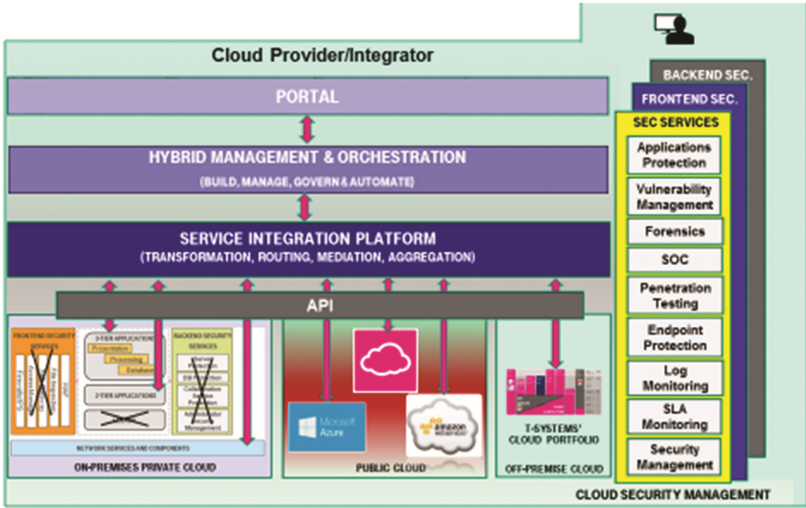 Cloud Provider/Integrator
PORTAL
HYBRID MANAGEMENT & ORCHESTRATION
(BUILD, MANAGE, GOVERN & AUTOMATE)
SERVICE INTEGRATION PLATFORM
(TRANSFORMATION, ROUTING, MEDIATION, AGGREGATION)
API
FRONTEND SECURITY
SERVICES
3-TIER APPLICATIONS
Presentation
Processing
Database
2-TIER APPLICATIONS
BACKEND SECURITY
SERVICES
Management
NETWORK SERVICES AND COMPONENTS
ON-PREMISES PRIVATE CLOUD
Microsoft
Azure
amazon
PUBLIC CLOUD
T-SYSTEMS'
CLOUD PORTFOLIO
OFF-PREMISE CLOUD
BACKEND SEC.
FRONTEND SEC.
SEC SERVICES
Applications
Protection
Vulnerability
Management
Forensics
SOC
Penetration
Testing
Endpoint
Protection
Log
Monitoring
SLA
Monitoring
Security
Management
CLOUD SECURITY MANAGEMENT